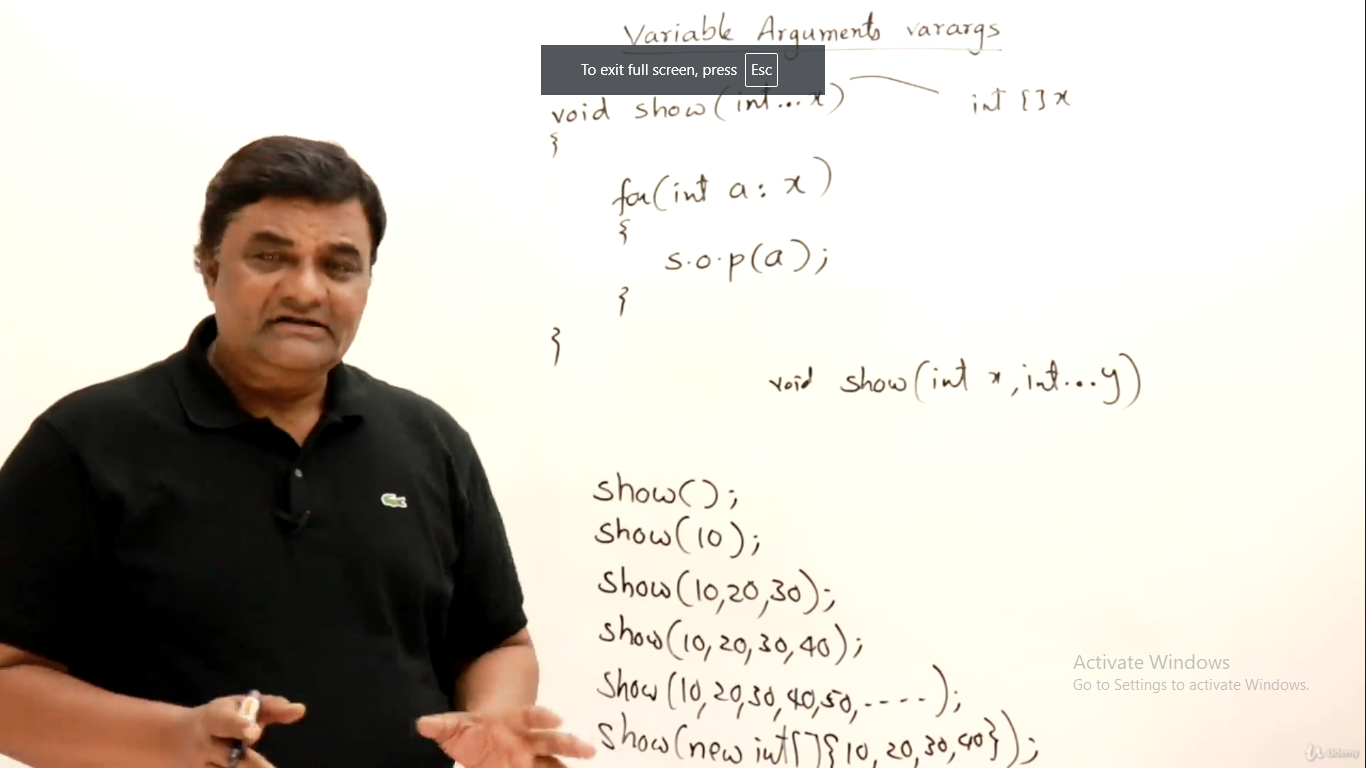 Variable Arguments varargs
To exit full screen, press Esc
void show(int...x) int []x
{
for(int a: x)
{
s.o.p(a);
}
}
void show(int x,int...y)
show();
show(10);
show(10,20,30);
show(10,20,30,40);
show(10,20,30,40,50,----);
show(new int[]{10,20,30,40});
Activate Windows
Go to Settings to activate Windows.
Udemy